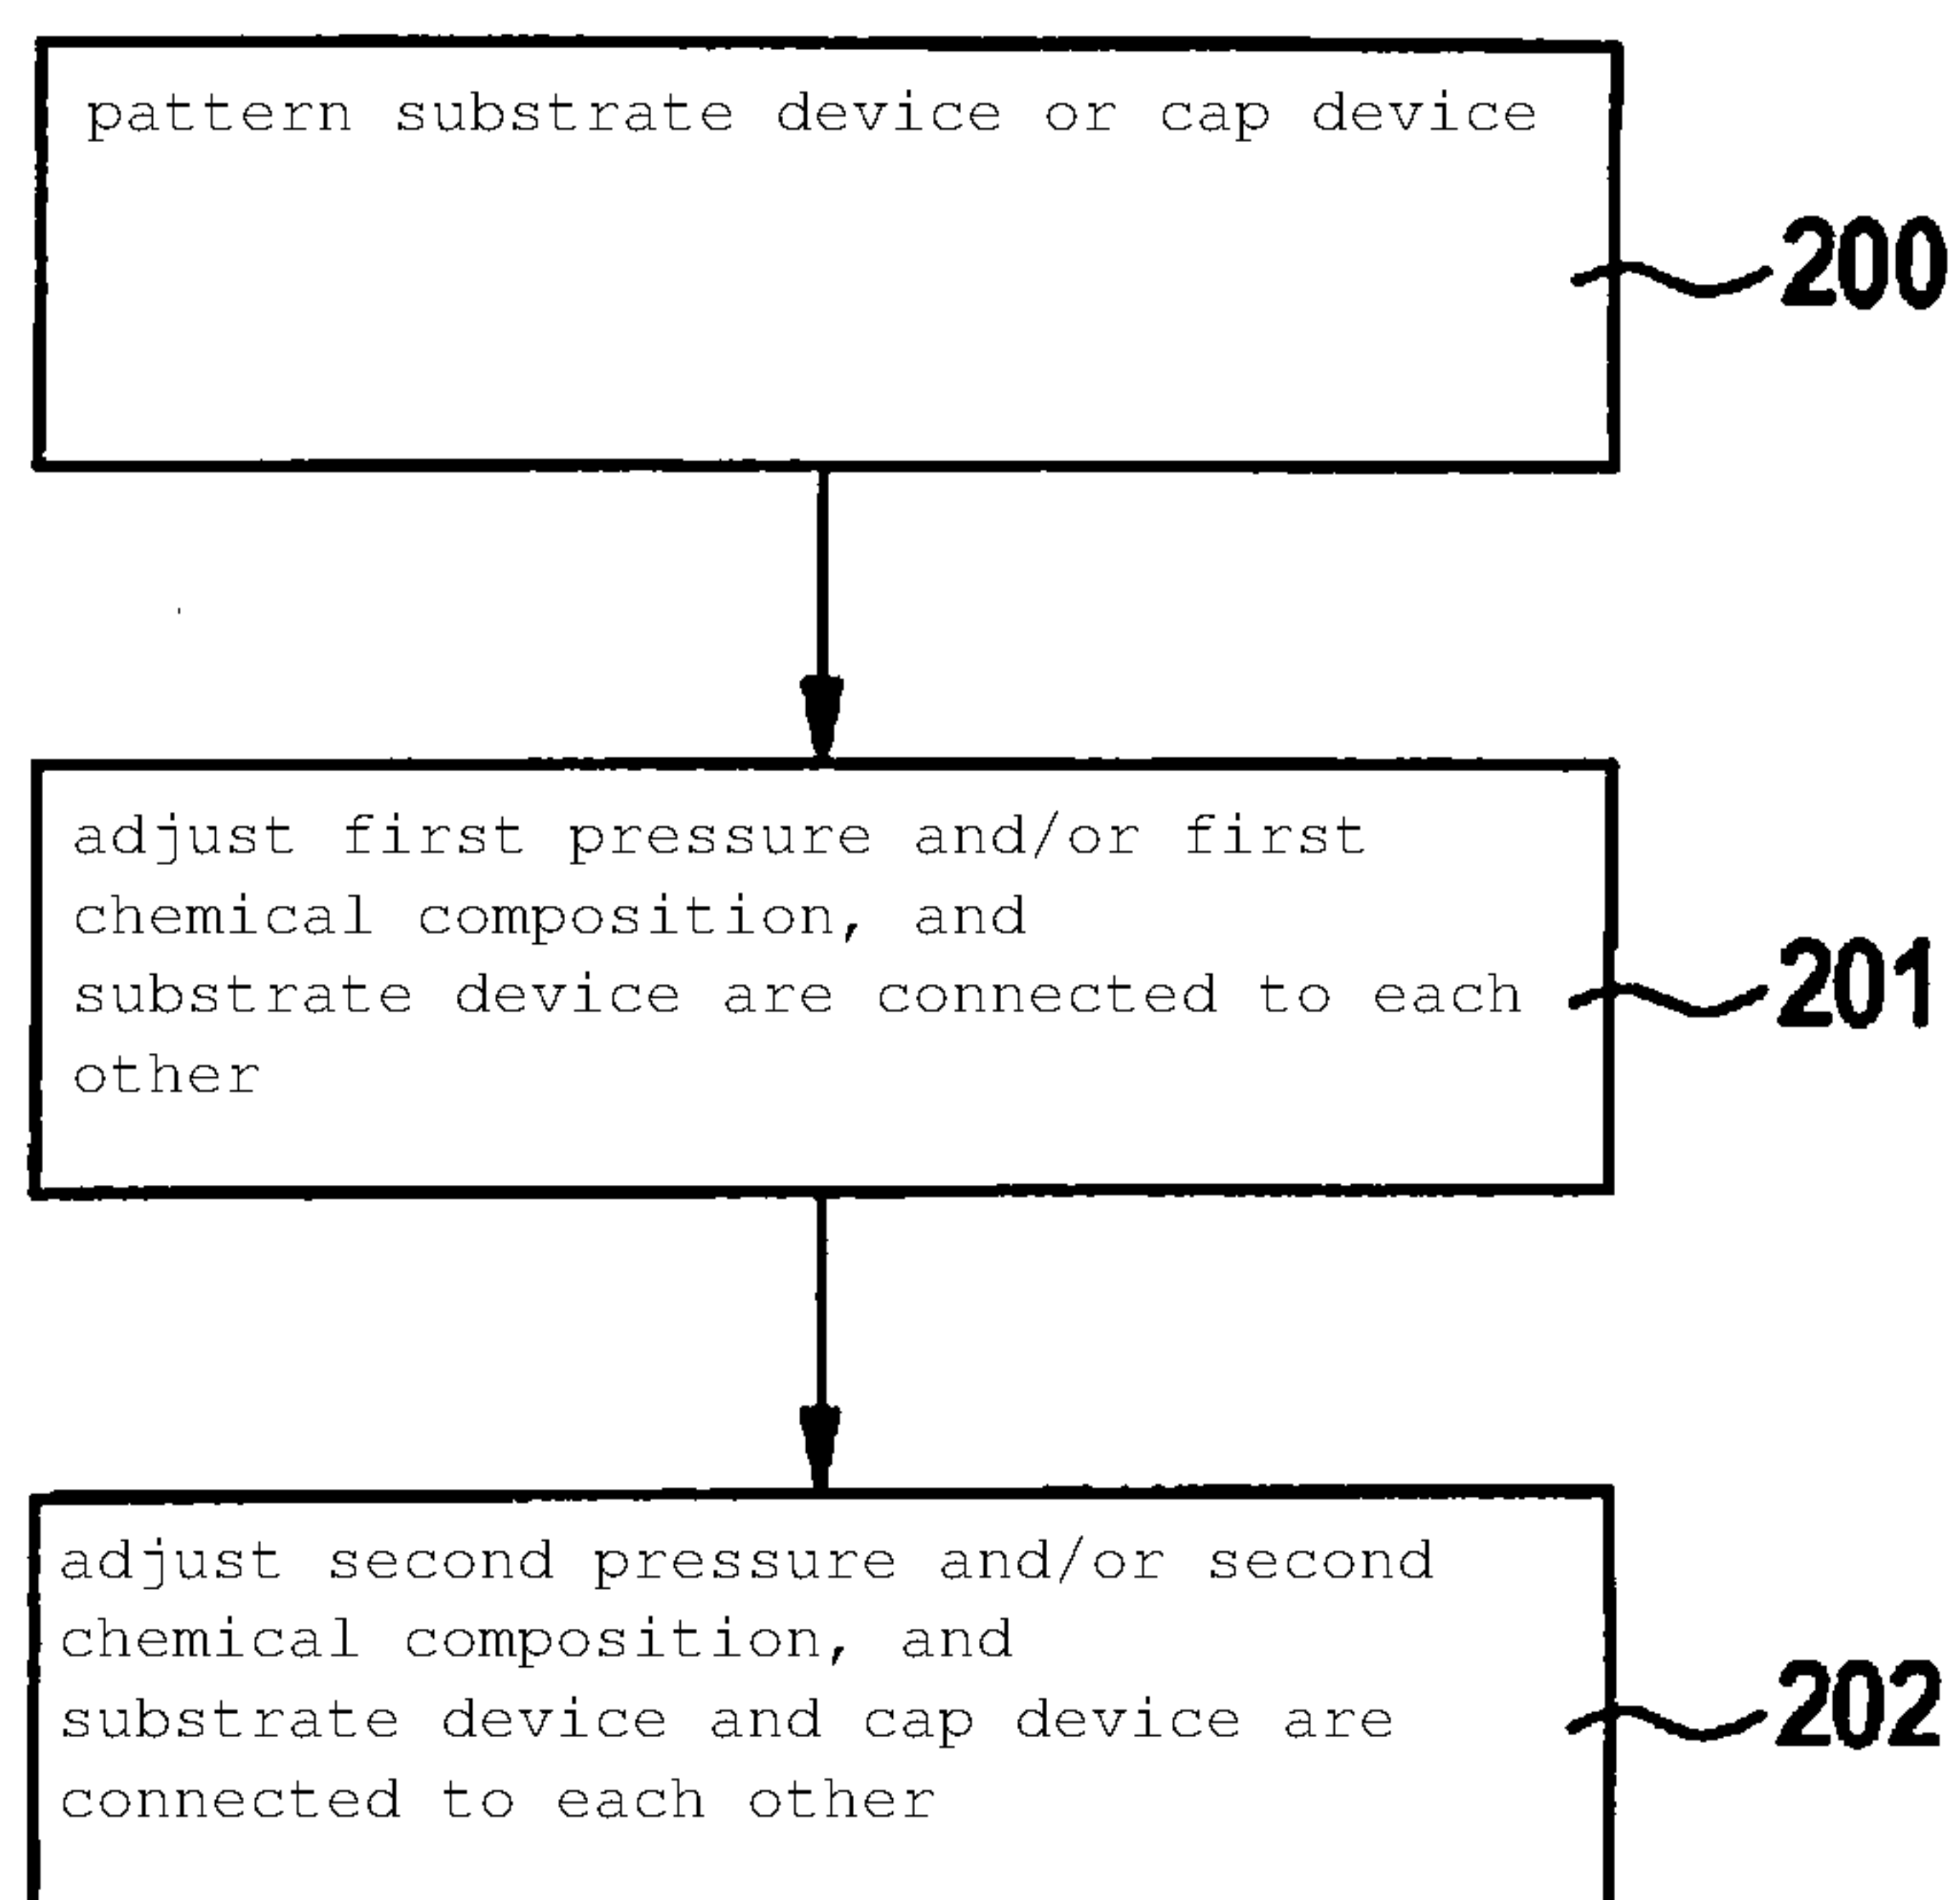 pattern substrate device or cap device
200
adjust first pressure and/or first
chemical composition, and
substrate device are connected to each
other
201
adjust second pressure and/or second
chemical composition, and
substrate device and cap device are
connected to each other
202